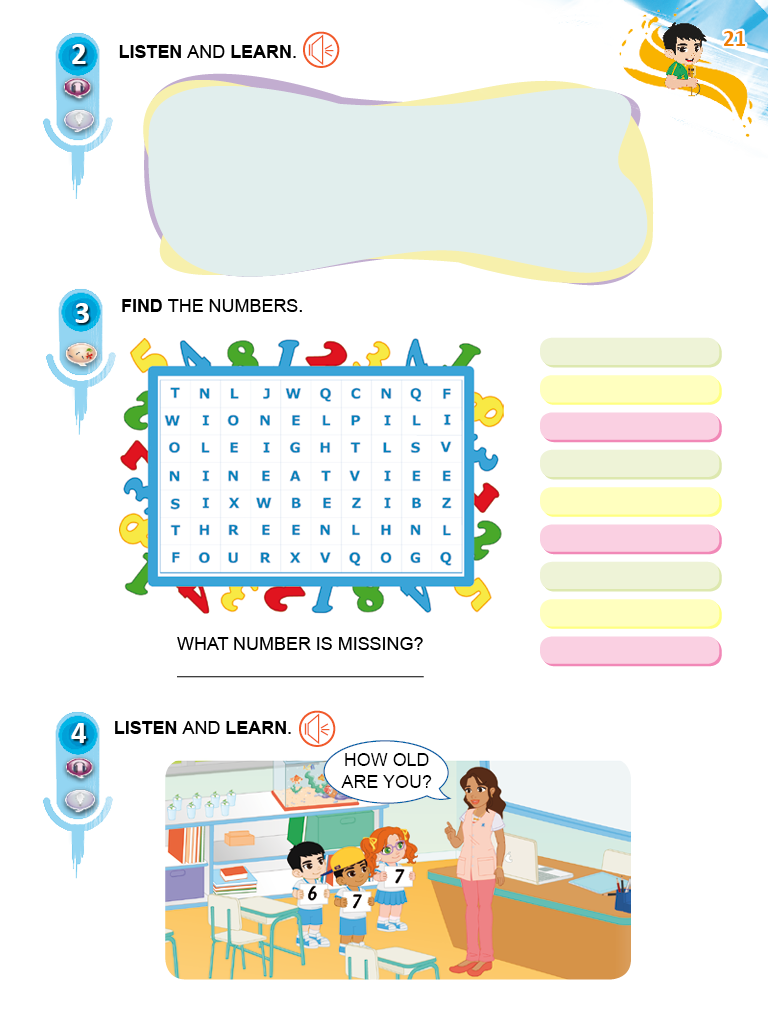 21
2
LISTEN AND LEARN.
3
FIND THE NUMBERS.
T N L J W Q C N Q F
W I O N E L P I L I
O L E I G H T L S V
N I N E A T V I E E
S I X W B E Z I B Z
T H R E E N L H N L
F O U R X V Q O G Q
WHAT NUMBER IS MISSING?
4
LISTEN AND LEARN.
HOW OLD
ARE YOU?
6 7 7